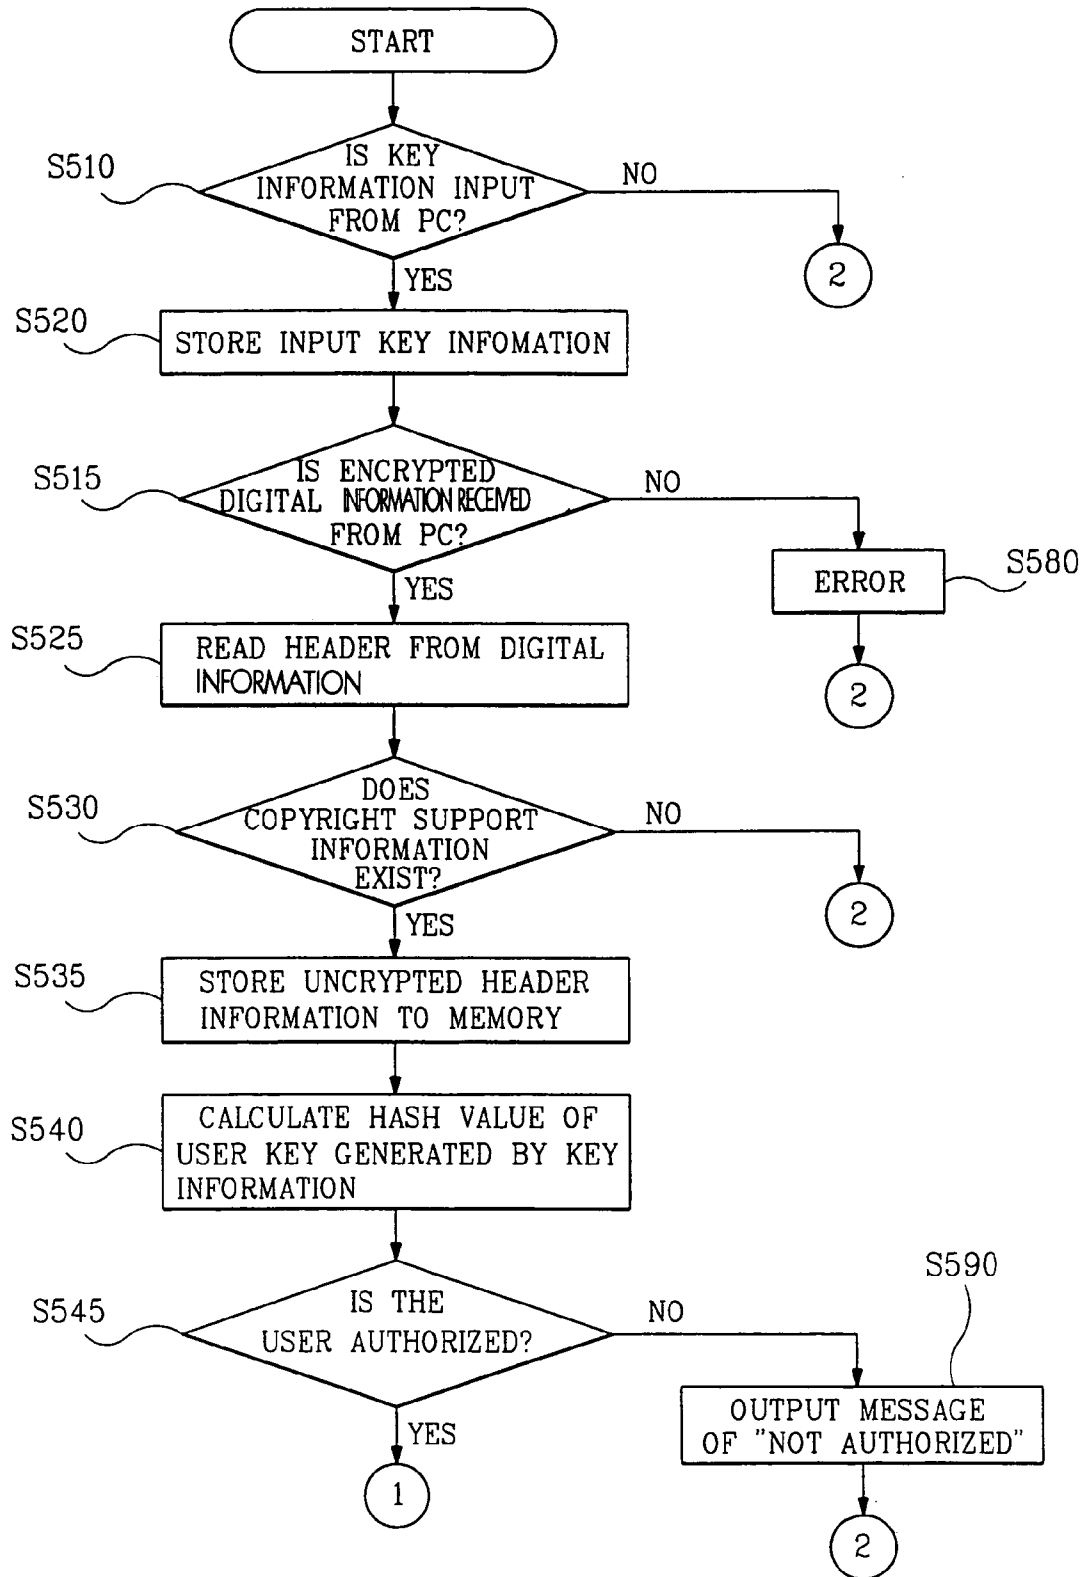 START
S510
IS KEY
INFORMATION INPUT
FROM PC?
NO
2
YES
S520
STORE INPUT KEY INFOMATION
S515
IS ENCRYPTED
DIGITAL INFORMATION RECEIVED
FROM PC?
NO
S580
ERROR
2
YES
S525
READ HEADER FROM DIGITAL
INFORMATION
S530
DOES
COPYRIGHT SUPPORT
INFORMATION
EXIST?
NO
2
YES
S535
STORE UNCRYPTED HEADER
INFORMATION TO MEMORY
S540
CALCULATE HASH VALUE OF
USER KEY GENERATED BY KEY
INFORMATION
S545
IS THE
USER AUTHORIZED?
NO
S590
OUTPUT MESSAGE
OF "NOT AUTHORIZED"
2
YES
1